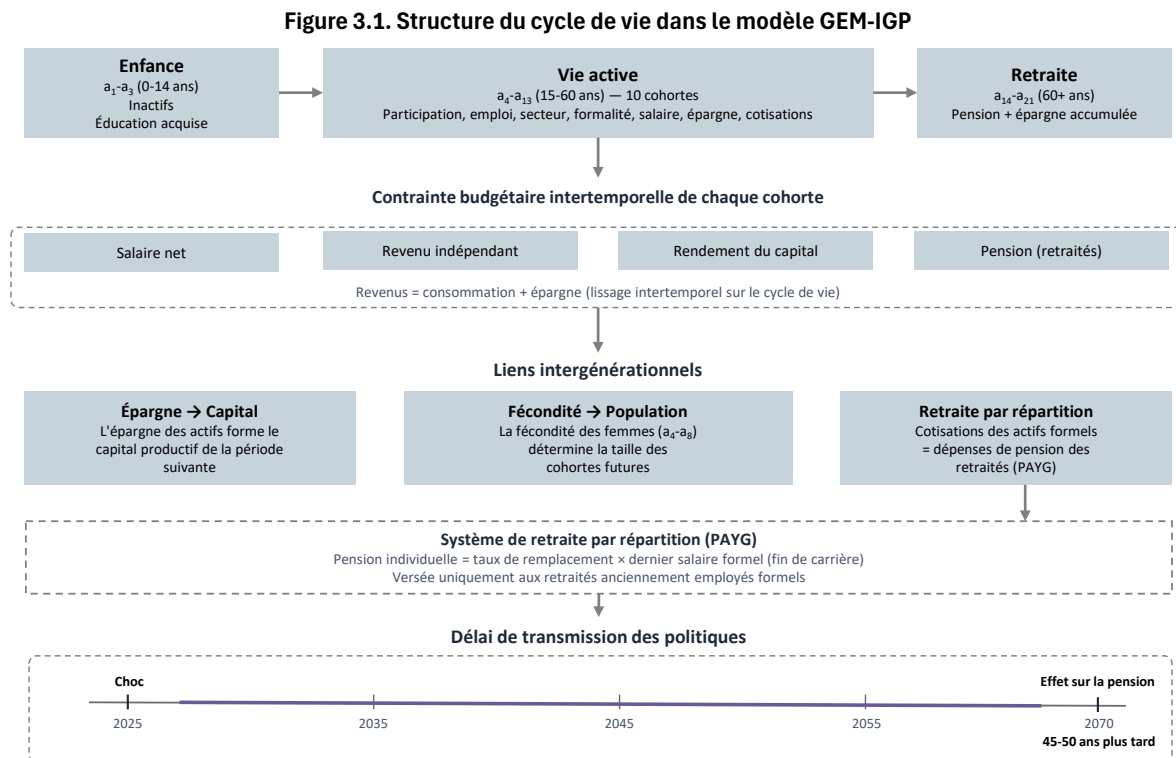 Figure 3.1. Structure du cycle de vie dans le modèle GEM-IGP
Enfance
a₁-a₃ (0-14 ans)
Inactifs
Éducation acquise
Vie active
a₄-a₁₃ (15-60 ans) — 10 cohortes
Participation, emploi, secteur, formalité, salaire, épargne, cotisations
Retraite
a₁₄-a₂₁ (60+ ans)
Pension + épargne accumulée
Contrainte budgétaire intertemporelle de chaque cohorte
Salaire net
Revenu indépendant
Rendement du capital
Pension (retraités)
Revenus = consommation + épargne (lissage intertemporel sur le cycle de vie)
Liens intergénérationnels
Épargne → Capital
L'épargne des actifs forme le
capital productif de la période
suivante
Fécondité → Population
La fécondité des femmes (a₄-a₈)
détermine la taille des
cohortes futures
Retraite par répartition
Cotisations des actifs formels
= dépenses de pension des
retraités (PAYG)
Système de retraite par répartition (PAYG)
Pension individuelle = taux de remplacement × dernier salaire formel (fin de carrière)
Versée uniquement aux retraités anciennement employés formels
Délai de transmission des politiques
Choc
Effet sur la pension
2025
2035
2045
2055
2070
45-50 ans plus tard